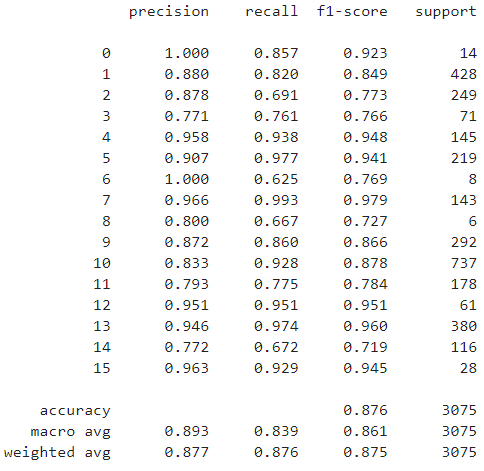 precision recall f1-score support
0 1.000 0.857 0.923 14
1 0.880 0.820 0.849 428
2 0.878 0.691 0.773 249
3 0.771 0.761 0.766 71
4 0.958 0.938 0.948 145
5 0.907 0.977 0.941 219
6 1.000 0.625 0.769 8
7 0.966 0.993 0.979 143
8 0.800 0.667 0.727 6
9 0.872 0.860 0.866 292
10 0.833 0.928 0.878 737
11 0.793 0.775 0.784 178
12 0.951 0.951 0.951 61
13 0.946 0.974 0.960 380
14 0.772 0.672 0.719 116
15 0.963 0.929 0.945 28
accuracy 0.876 3075
macro avg 0.893 0.839 0.861 3075
weighted avg 0.877 0.876 0.875 3075